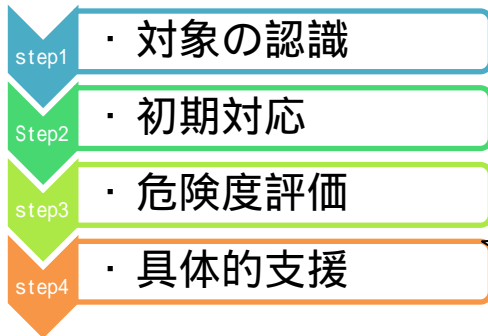 step1
・対象の認識
Step2
・初期対応
step3
・危険度評価
step4
・具体的支援